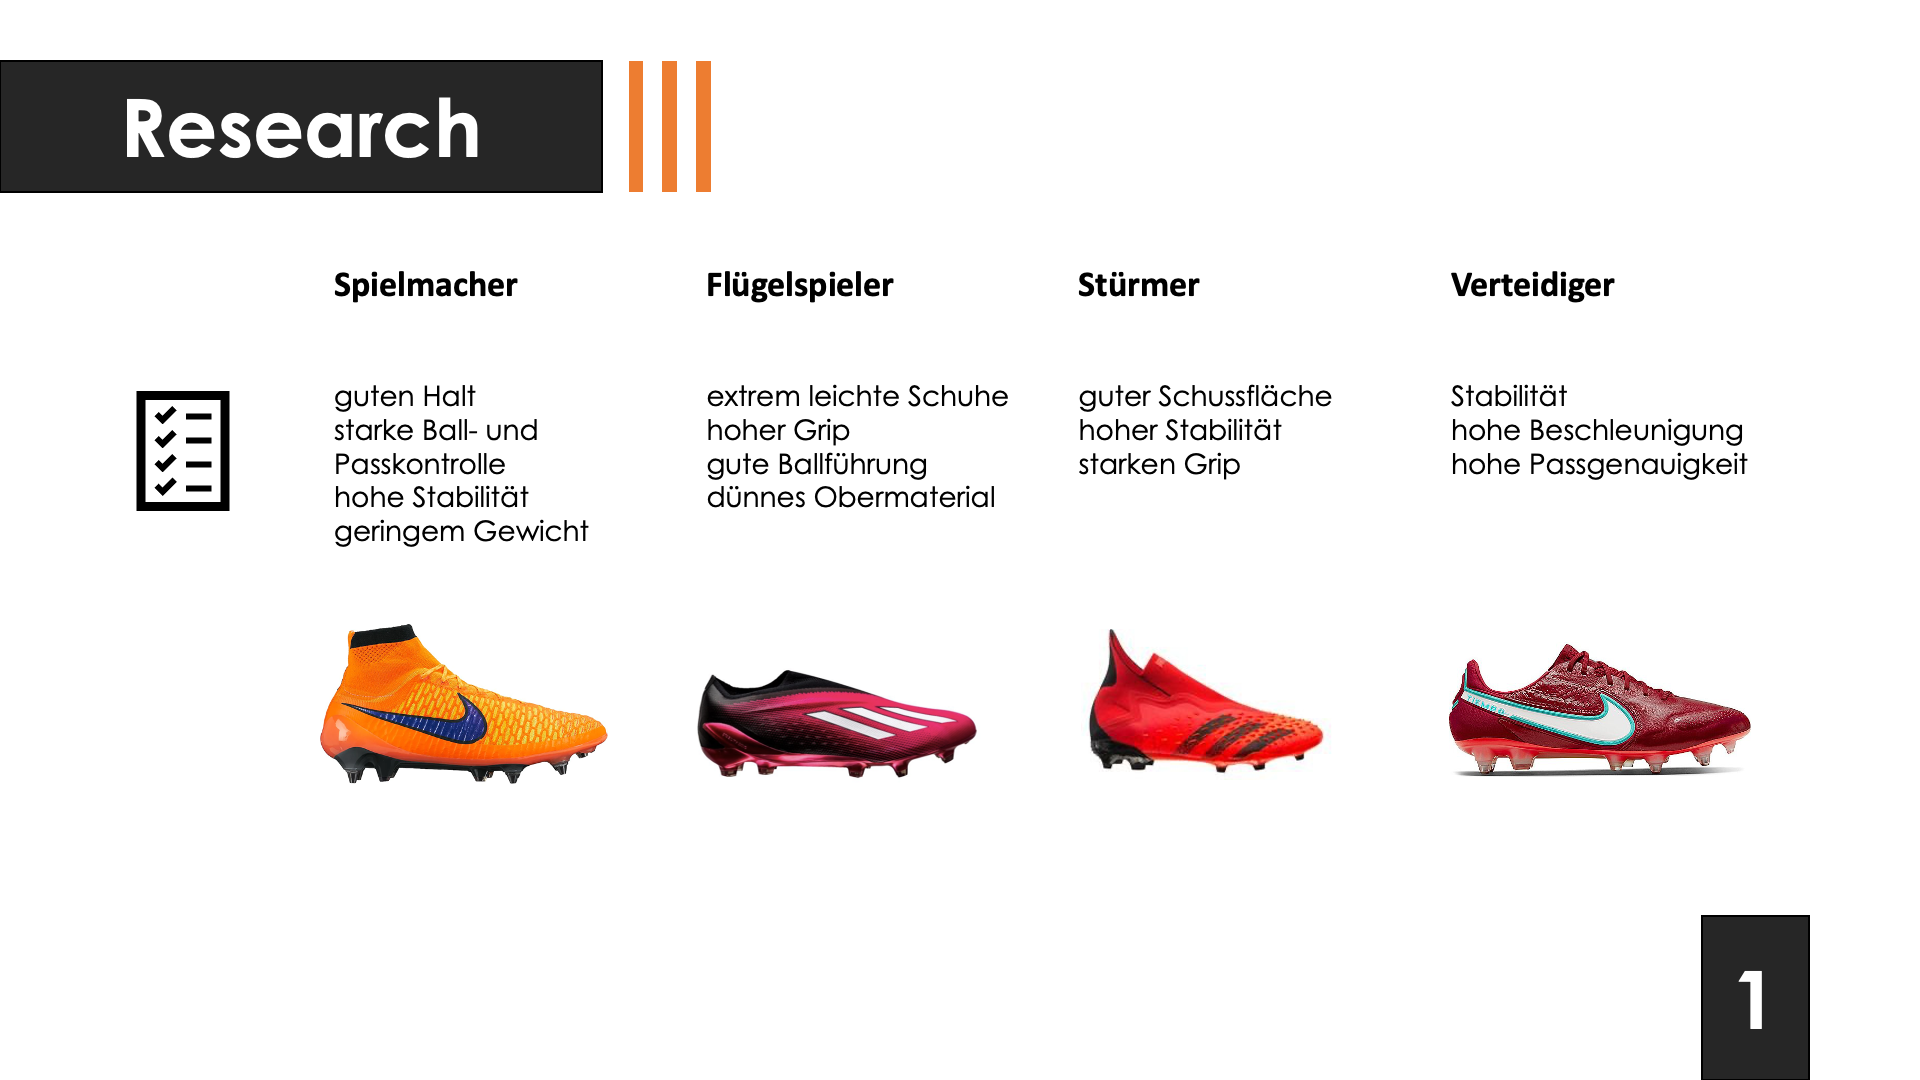 Research
Spielmacher
guten Halt
starke Ball- und
Passkontrolle
hohe Stabilität
geringem Gewicht
Flügelspieler
extrem leichte Schuhe
hoher Grip
gute Ballführung
dünnes Obermaterial
Stürmer
guter Schussfläche
hoher Stabilität
starken Grip
Verteidiger
Stabilität
hohe Beschleunigung
hohe Passgenauigkeit
1